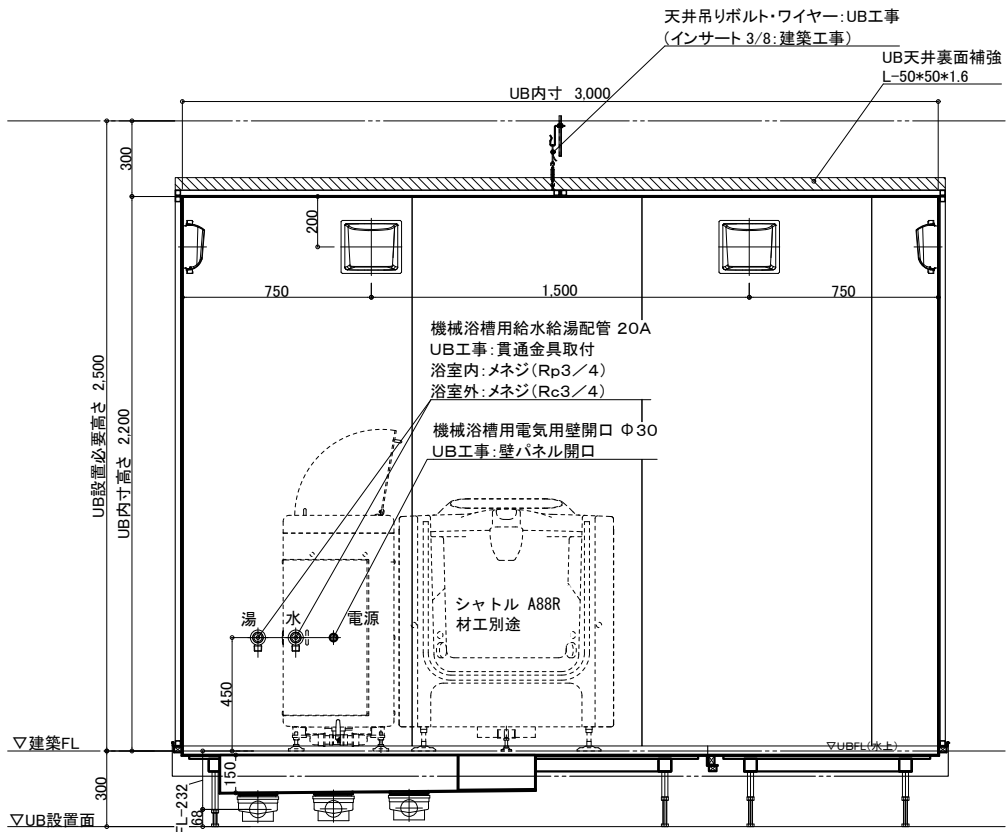 天井吊りボルト・ワイヤー：UB工事
（インサート 3/8：建築工事）
UB天井裏面補強
L-50*50*1.6
UB内寸 3,000
300
200
750
1,500
750
機械浴槽用給水給湯配管 20A
UB工事：貫通金具取付
浴室内：メネジ（Rp3／4）
浴室外：メネジ（Rc3／4）
機械浴槽用電気用壁開口 Φ30
UB工事：壁パネル開口
UB設置必要高さ 2,500
UB内寸高さ 2,200
シャトル A88R
材工別途
湯
水
電源
450
▽建築FL
▽UBFL（水上）
150
300
FL-232
68
▽UB設置面